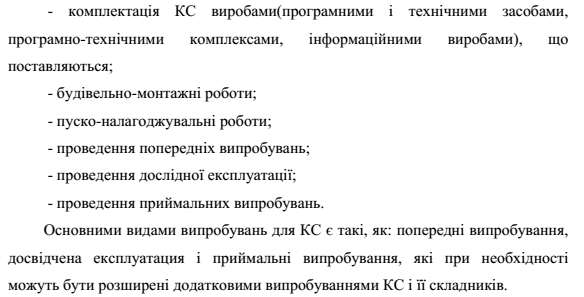 - комплектація КС виробами(програмними і технічними засобами,
програмно-технічними комплексами, інформаційними виробами), що
поставляються;
- будівельно-монтажні роботи;
- пуско-налагоджувальні роботи;
- проведення попередніх випробувань;
- проведення дослідної експлуатації;
- проведення приймальних випробувань.
Основними видами випробувань для КС є такі, як: попередні випробування,
досвідчена експлуатация і приймальні випробування, які при необхідності
можуть бути розширені додатковими випробуваннями КС і її складників.